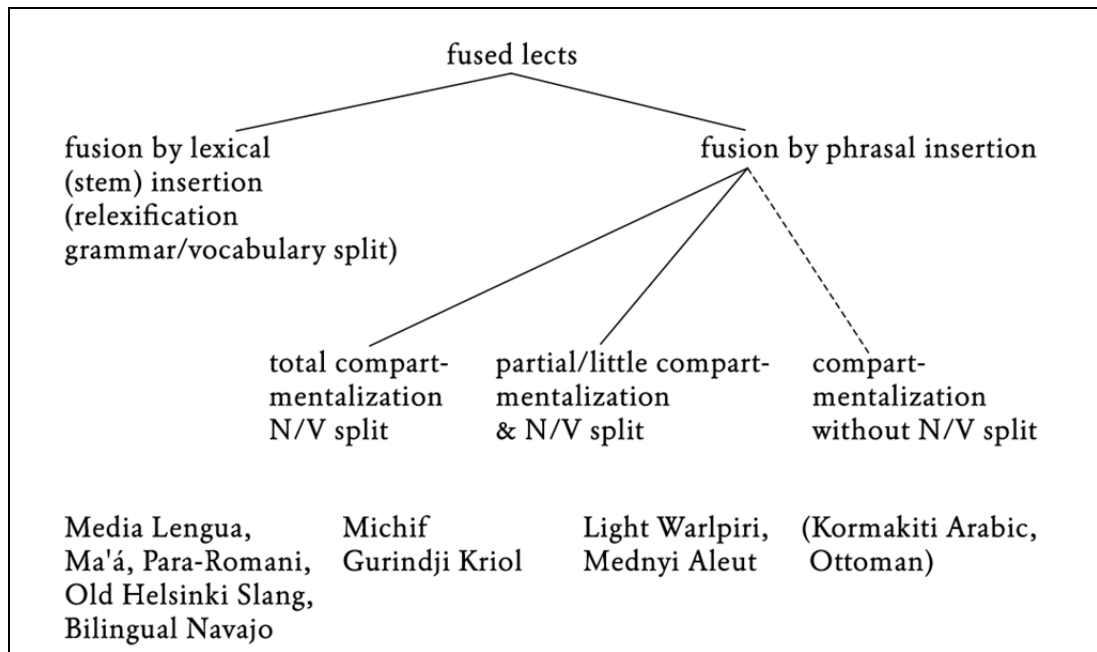 fused lects
fusion by lexical
(stem) insertion
(relexification
grammar/vocabulary split)
fusion by phrasal insertion
total compart-
mentalization
N/V split
partial/little compart-
mentalization
& N/V split
compart-
mentalization
without N/V split
Media Lengua,
Ma'á, Para-Romani,
Old Helsinki Slang,
Bilingual Navajo
Michif
Gurindji Kriol
Light Warlpiri,
Mednyi Aleut
(Kormakiti Arabic,
Ottoman)